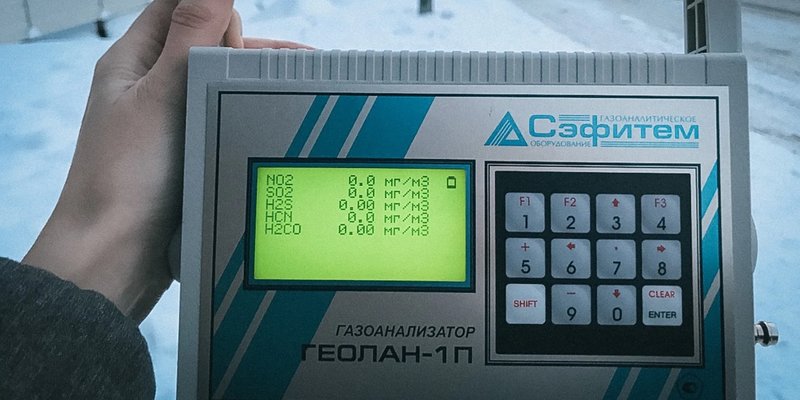 ГАЗОАНАЛИТИЧЕСКОЕ
Сэфитем
ОБОРУДОВАНИЕ
NO2 0.0 мг/м3
SO2 0.0 мг/м3
H2S 0.00 мг/м3
HCN 0.0 мг/м3
H2CO 0.00 мг/м3
F1 F2 F3
1 2 3 4
+ .
5 6 7 8
SHIFT − CLEAR
9 0 ENTER
ГАЗОАНАЛИЗАТОР
ГЕОЛАН-1П